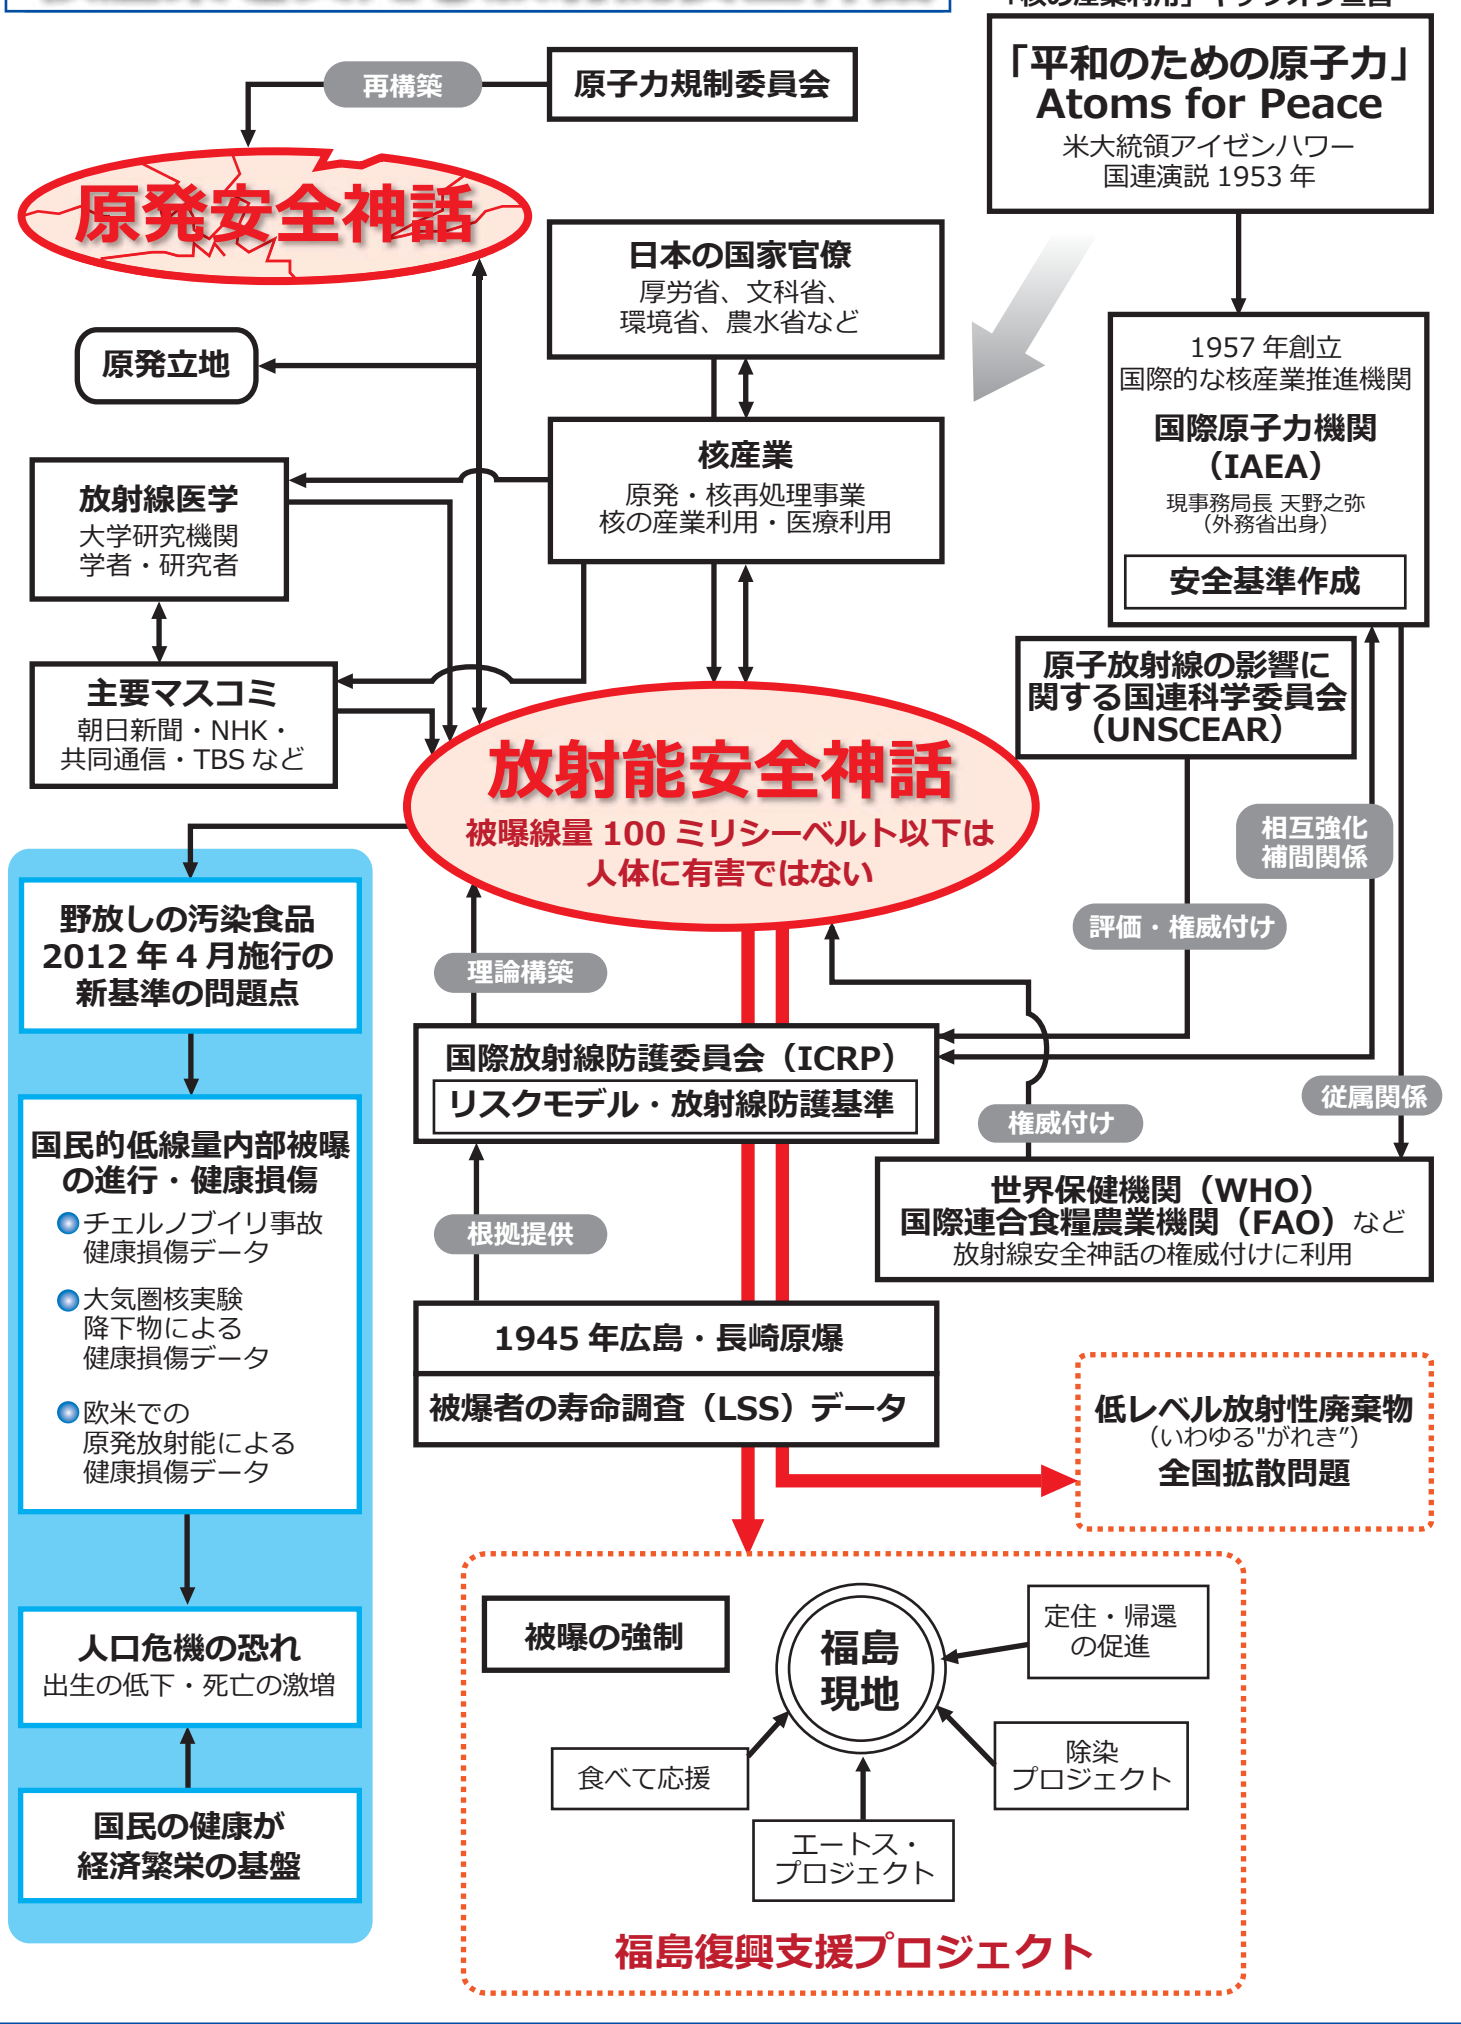 再構築
原子力規制委員会
「平和のための原子力」
Atoms for Peace
米大統領アイゼンハワー
国連演説 1953 年
原発安全神話
日本の国家官僚
厚労省、文科省、
環境省、農水省など
原発立地
1957 年創立
国際的な核産業推進機関
国際原子力機関
（IAEA）
現事務局長 天野之弥
（外務省出身）
安全基準作成
核産業
原発・核再処理事業
核の産業利用・医療利用
放射線医学
大学研究機関
学者・研究者
主要マスコミ
朝日新聞・NHK・
共同通信・TBS など
原子放射線の影響に
関する国連科学委員会
（UNSCEAR）
放射能安全神話
被曝線量 100 ミリシーベルト以下は
人体に有害ではない
相互強化
補間関係
評価・権威付け
野放しの汚染食品
2012 年 4 月施行の
新基準の問題点
理論構築
国際放射線防護委員会（ICRP）
リスクモデル・放射線防護基準
従属関係
権威付け
国民的低線量内部被曝
の進行・健康損傷
チェルノブイリ事故
健康損傷データ
大気圏核実験
降下物による
健康損傷データ
欧米での
原発放射能による
健康損傷データ
世界保健機関（WHO）
国際連合食糧農業機関（FAO）など
放射線安全神話の権威付けに利用
根拠提供
1945 年広島・長崎原爆
被爆者の寿命調査（LSS）データ
低レベル放射性廃棄物
（いわゆる"がれき”）
全国拡散問題
人口危機の恐れ
出生の低下・死亡の激増
国民の健康が
経済繁栄の基盤
被曝の強制
福島
現地
定住・帰還
の促進
食べて応援
除染
プロジェクト
エートス・
プロジェクト
福島復興支援プロジェクト